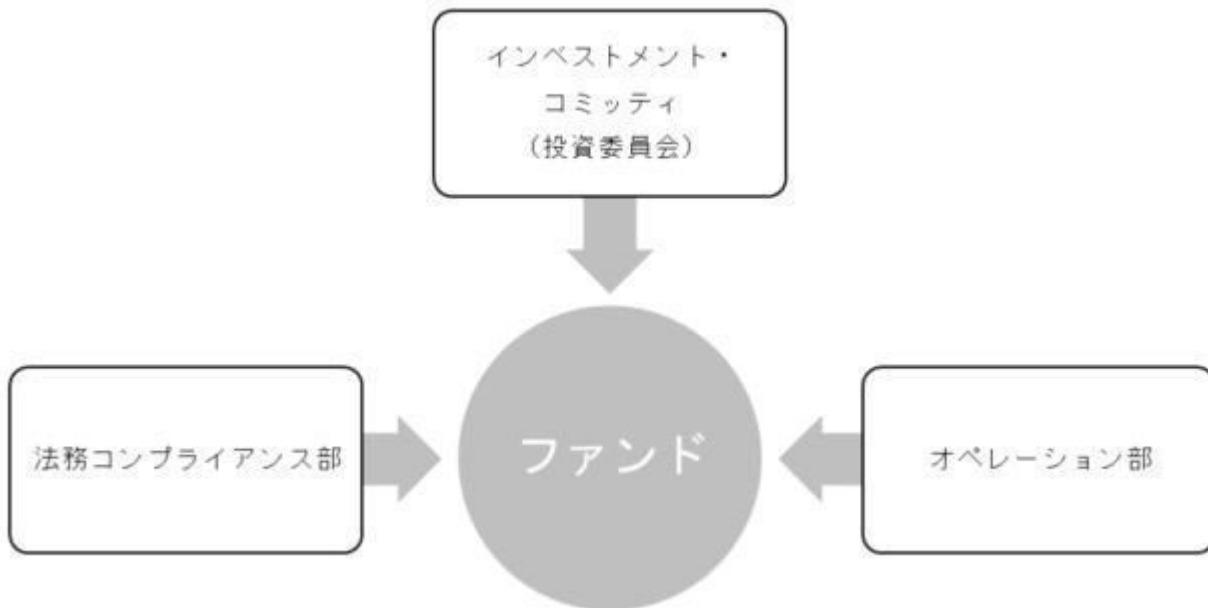 インベストメント・
コミッティ
（投資委員会）
法務コンプライアンス部
ファンド
オペレーション部